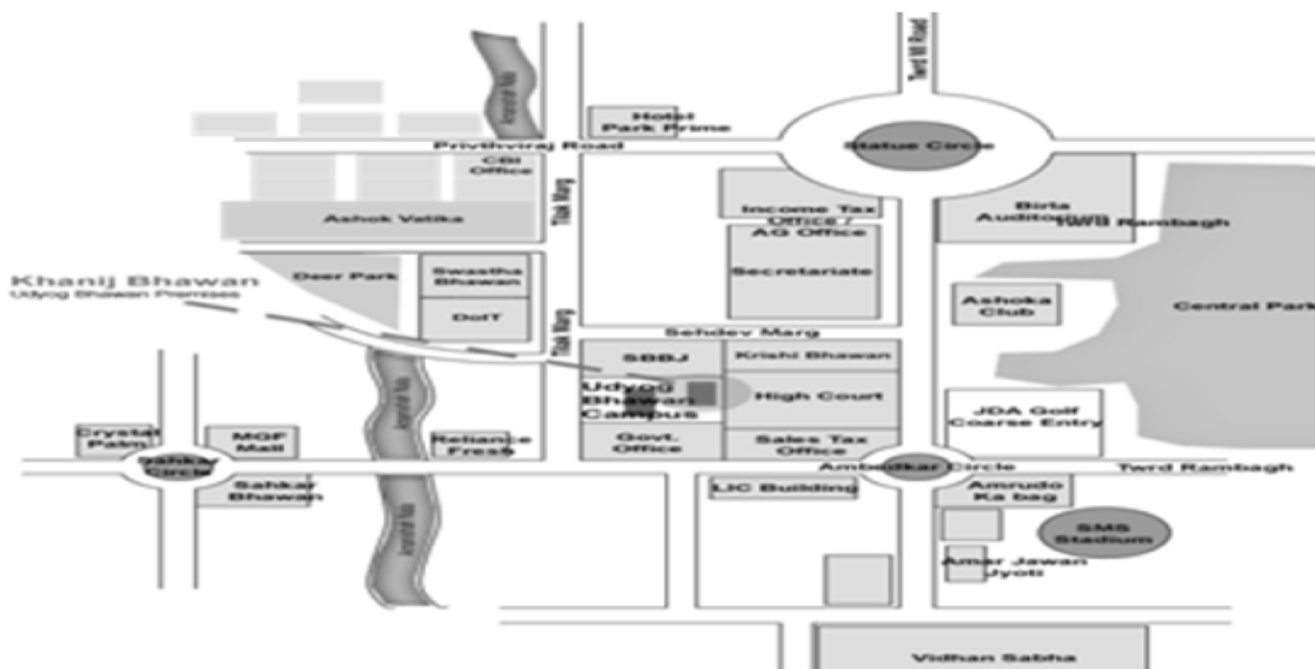 Twrd MI Road
Amanishah Nala
Hotel
Park Prime
Privthviraj Road
Statue Circle
CBI
Office
Tilak Marg
Ashok Vatika
Income Tax
Office /
AG Office
Birla
Auditorium
Twrd Rambagh
Khanij Bhawan
Udyog Bhawan Premises
Deer Park
Swastha
Bhawan
DoIT
Secretariate
Ashoka
Club
Central Park
Tilak Marg
Sehdev Marg
SBBJ
Krishi Bhawan
Udyog
Bhawan
Campus
High Court
JDA Golf
Coarse Entry
Crystal
Palm
MGF
Mall
Reliance
Fresh
Govt.
Office
Sales Tax
Office
Sahkar
Circle
Ambedkar Circle
Twrd Rambagh
Sahkar
Bhawan
LIC Building
Amrudo
Ka bag
SMS
Stadium
Amar Jawan
Jyoti
Vidhan Sabha